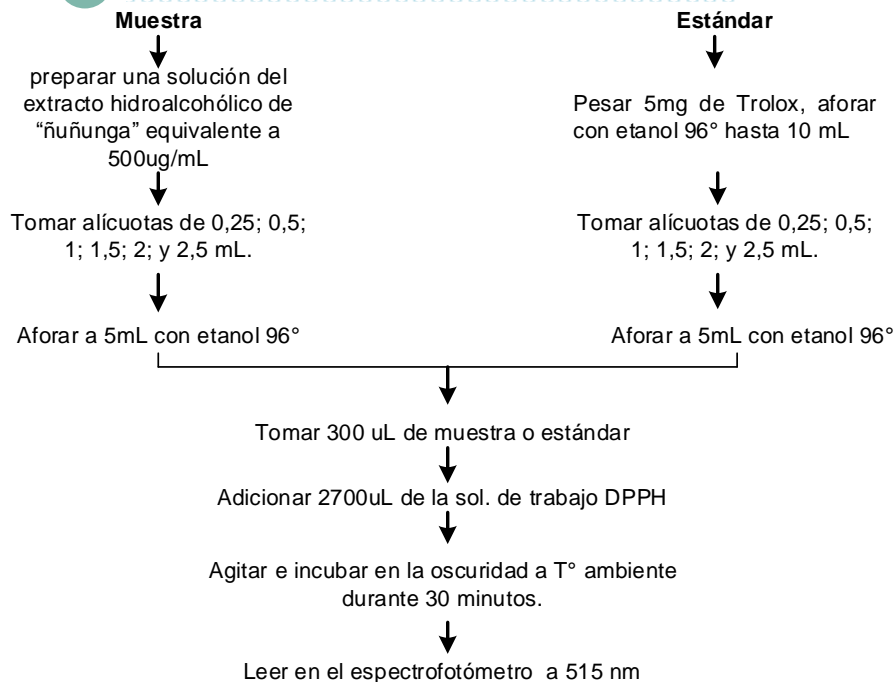 Muestra
preparar una solución del
extracto hidroalcohólico de
“ñuñunga” equivalente a
500ug/mL
Tomar alícuotas de 0,25; 0,5;
1; 1,5; 2; y 2,5 mL.
Aforar a 5mL con etanol 96°
Estándar
Pesar 5mg de Trolox, aforar
con etanol 96° hasta 10 mL
Tomar alícuotas de 0,25; 0,5;
1; 1,5; 2; y 2,5 mL.
Aforar a 5mL con etanol 96°
Tomar 300 uL de muestra o estándar
Adicionar 2700uL de la sol. de trabajo DPPH
Agitar e incubar en la oscuridad a T° ambiente
durante 30 minutos.
Leer en el espectrofotómetro a 515 nm